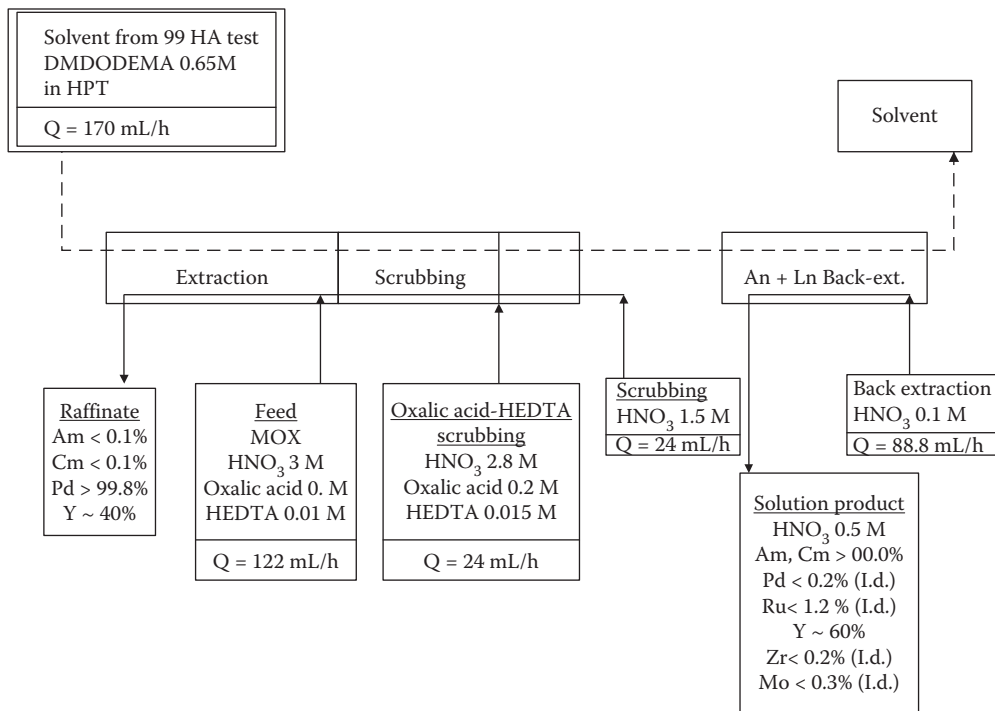 Solvent from 99 HA test
DMDODEMA 0.65M
in HPT
Q = 170 mL/h
Solvent
Extraction
Scrubbing
An + Ln Back-ext.
Raffinate
Am < 0.1%
Cm < 0.1%
Pd > 99.8%
Y ~ 40%
Feed
MOX
HNO₃ 3 M
Oxalic acid 0. M
HEDTA 0.01 M
Q = 122 mL/h
Oxalic acid-HEDTA
scrubbing
HNO₃ 2.8 M
Oxalic acid 0.2 M
HEDTA 0.015 M
Q = 24 mL/h
Scrubbing
HNO₃ 1.5 M
Q = 24 mL/h
Back extraction
HNO₃ 0.1 M
Q = 88.8 mL/h
Solution product
HNO₃ 0.5 M
Am, Cm > 00.0%
Pd < 0.2% (I.d.)
Ru< 1.2 % (I.d.)
Y ~ 60%
Zr< 0.2% (I.d.)
Mo < 0.3% (I.d.)